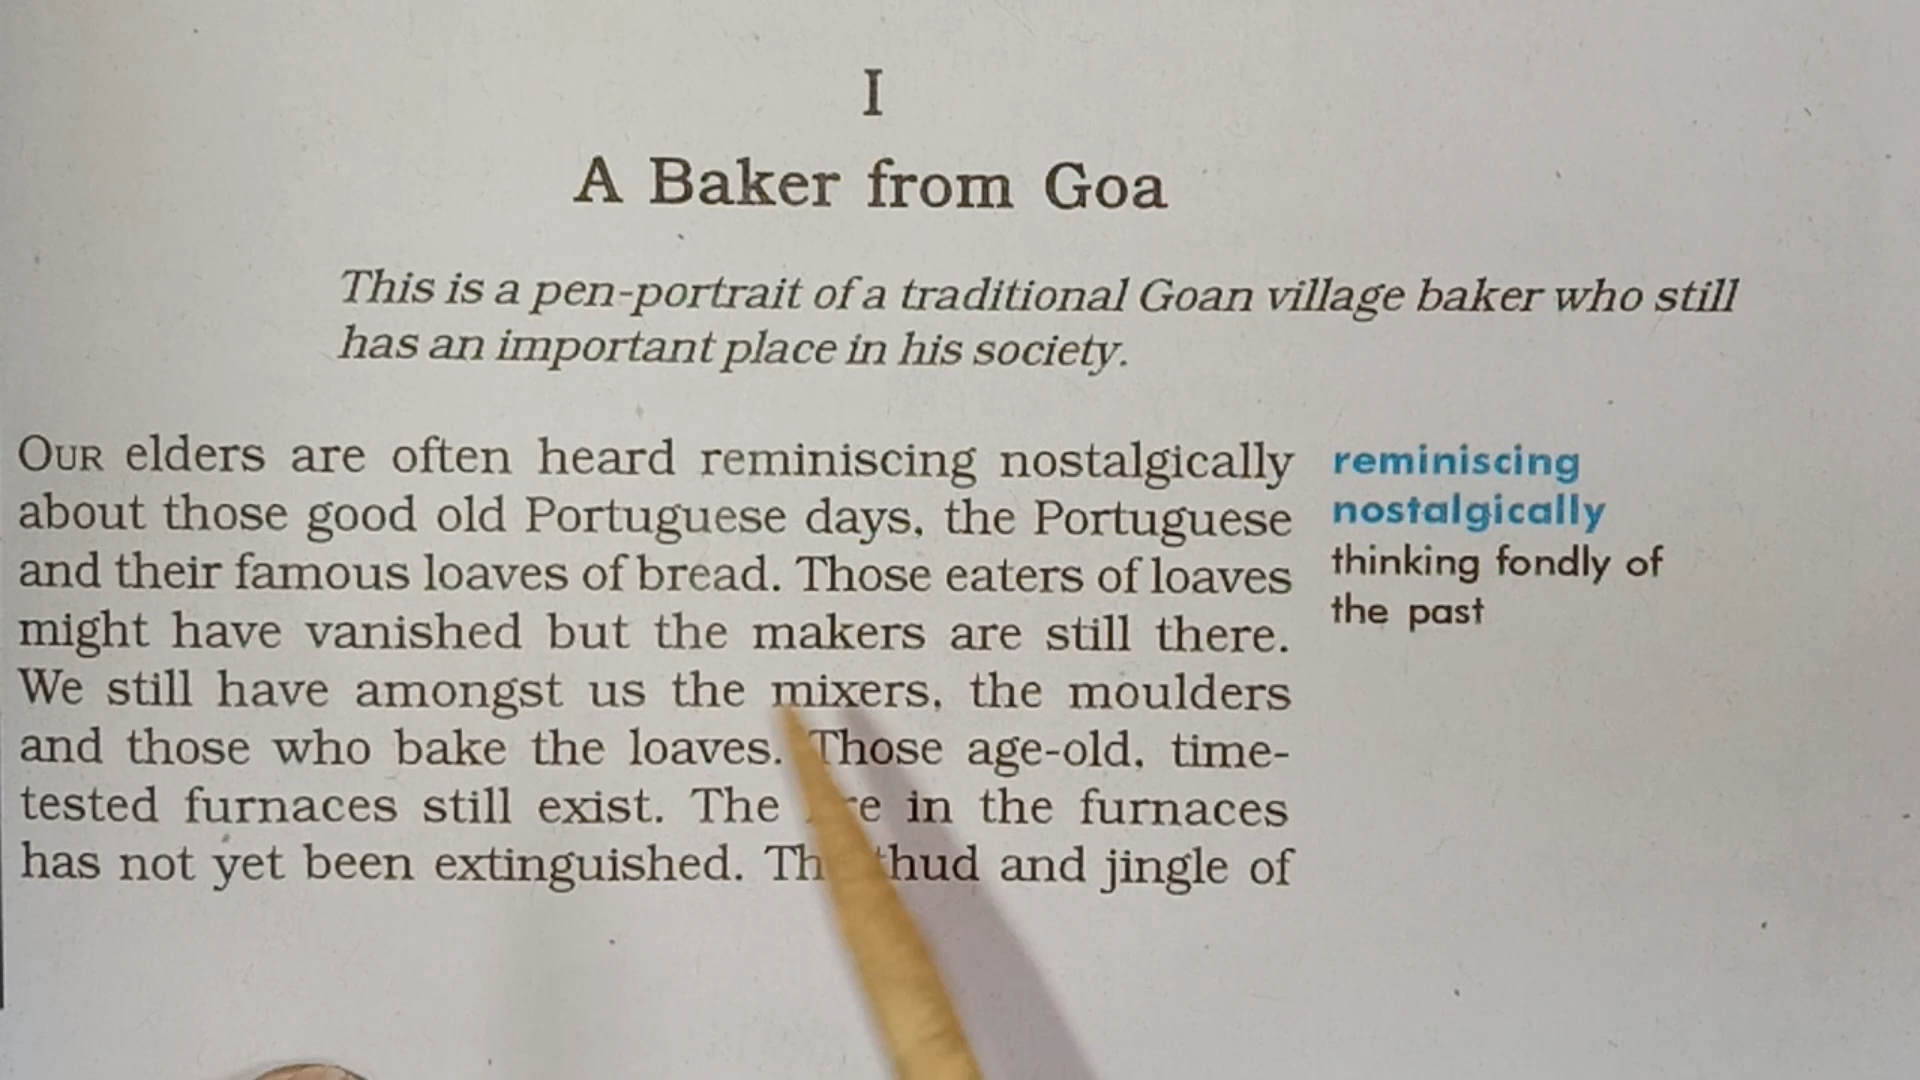 I
A Baker from Goa
This is a pen-portrait of a traditional Goan village baker who still
has an important place in his society.
OUR elders are often heard reminiscing nostalgically
about those good old Portuguese days, the Portuguese
and their famous loaves of bread. Those eaters of loaves
might have vanished but the makers are still there.
We still have amongst us the mixers, the moulders
and those who bake the loaves. Those age-old, time-
tested furnaces still exist. The in the furnaces
has not yet been extinguished. thud and jingle of
reminiscing
nostalgically
thinking fondly of
the past